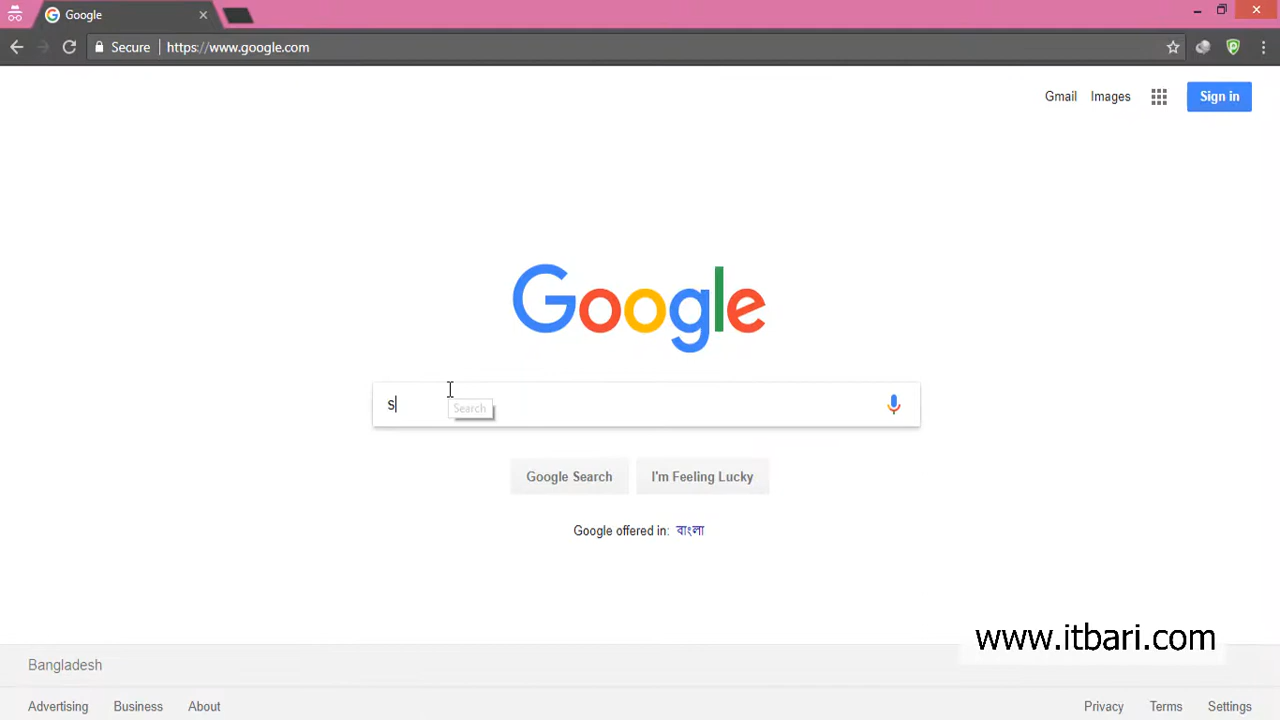 Google
Secure https://www.google.com
Gmail Images Sign in
Google
s
Search
Google Search I'm Feeling Lucky
Google offered in: বাংলা
www.itbari.com
Bangladesh
Advertising Business About Privacy Terms Settings